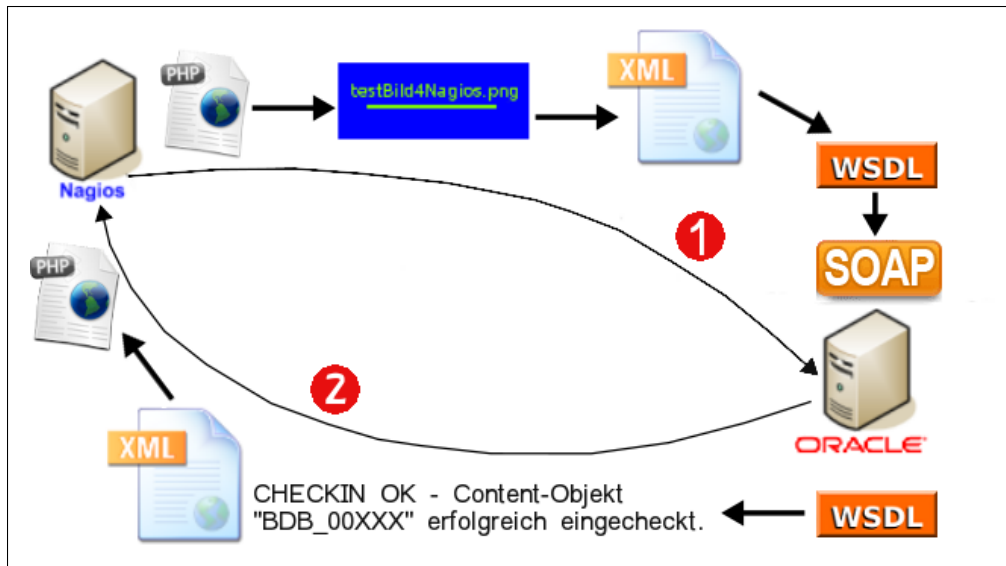 PHP
testBild4Nagios.png
XML
WSDL
Nagios
1
SOAP
PHP
2
ORACLE
XML
CHECKIN OK - Content-Objekt
"BDB_00XXX" erfolgreich eingecheckt.
WSDL